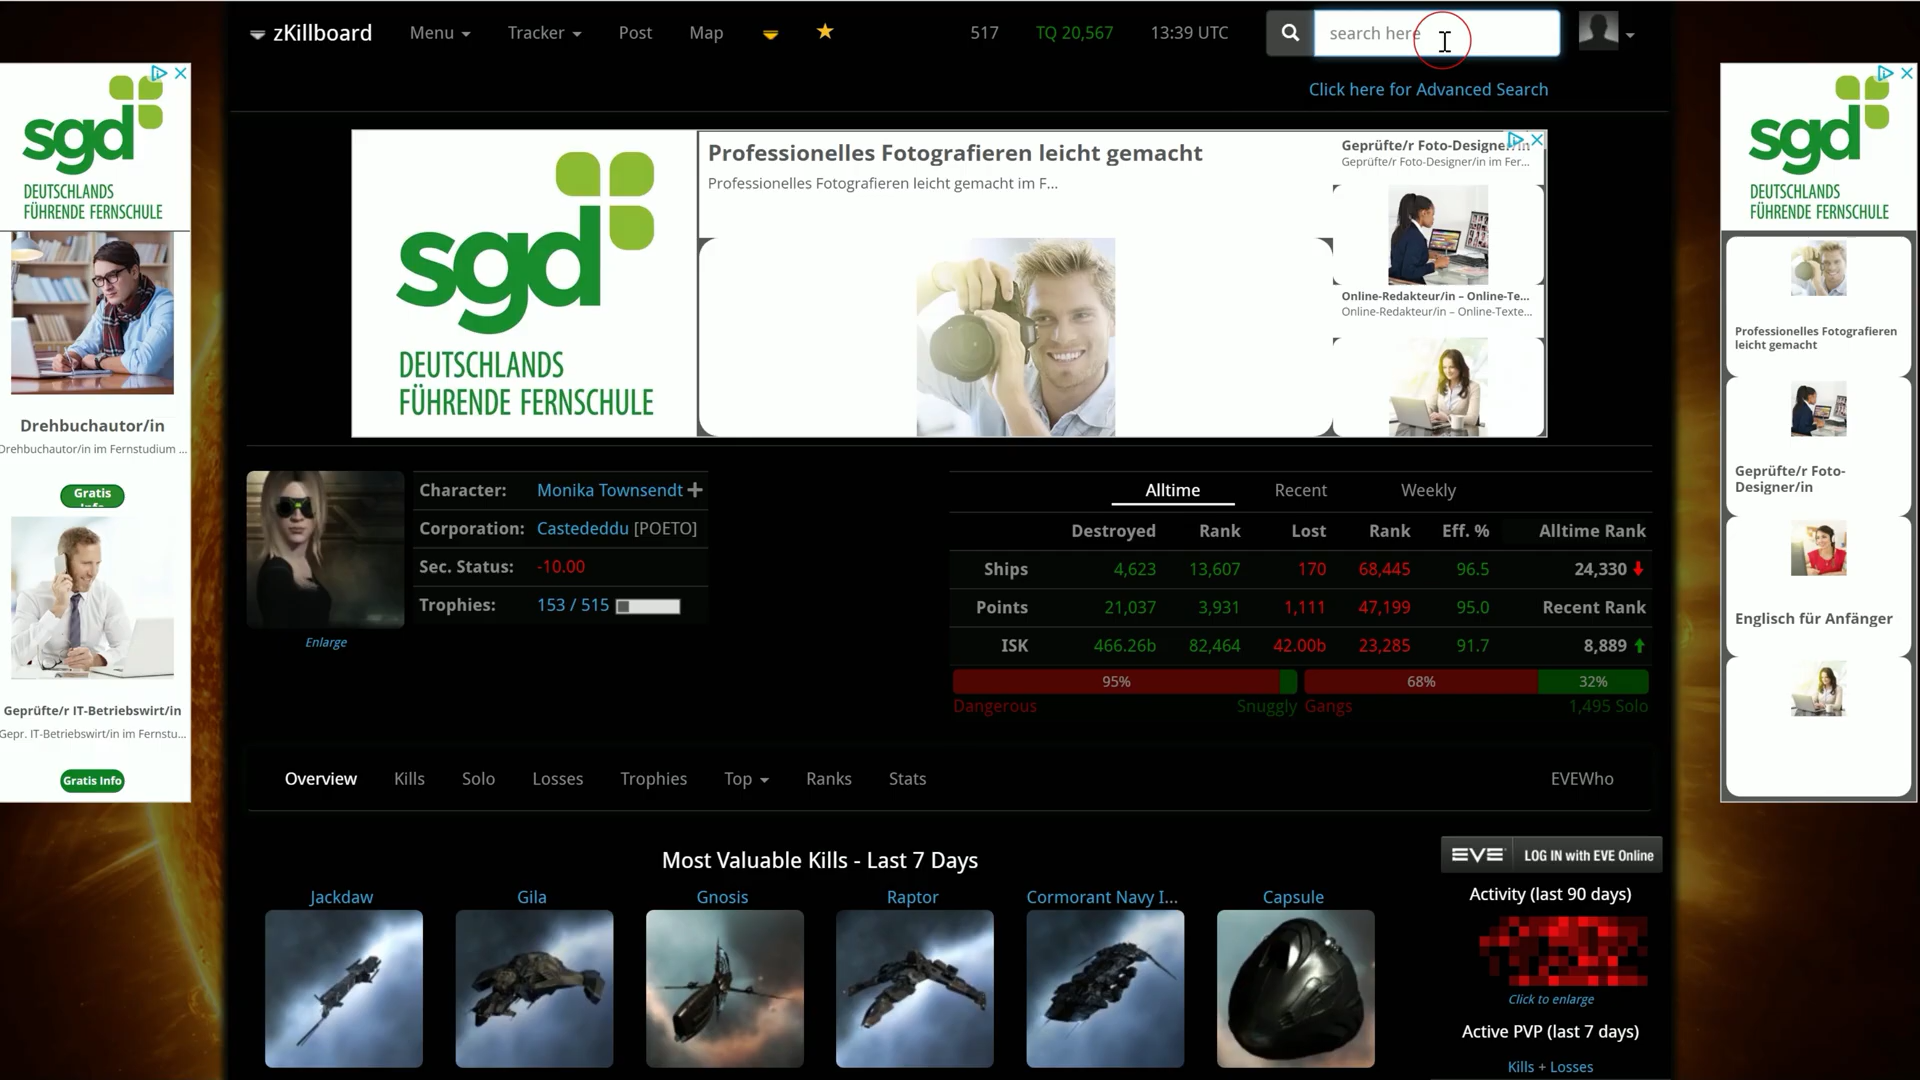 zKillboard Menu Tracker Post Map 517 TQ 20,567 13:39 UTC search here
Click here for Advanced Search
sgd
DEUTSCHLANDS
FÜHRENDE FERNSCHULE
Drehbuchautor/in
Drehbuchautor/in im Fernstudium ...
Gratis
Geprüfte/r IT-Betriebswirt/in
Gepr. IT-Betriebswirt/in im Fernstu...
Gratis Info
sgd
DEUTSCHLANDS
FÜHRENDE FERNSCHULE
Professionelles Fotografieren leicht gemacht
Professionelles Fotografieren leicht gemacht im F...
Geprüfte/r Foto-Designer/in
Geprüfte/r Foto-Designer/in im Fer...
Online-Redakteur/in – Online-Te...
Online-Redakteur/in – Online-Texte...
sgd
DEUTSCHLANDS
FÜHRENDE FERNSCHULE
Professionelles Fotografieren
leicht gemacht
Geprüfte/r Foto-
Designer/in
Englisch für Anfänger
Character: Monika Townsendt
Corporation: Castededdu [POETO]
Sec. Status: -10.00
Trophies: 153 / 515
Enlarge
Alltime Recent Weekly
Destroyed Rank Lost Rank Eff. % Alltime Rank
Ships 4,623 13,607 170 68,445 96.5 24,330
Points 21,037 3,931 1,111 47,199 95.0 Recent Rank
ISK 466.26b 82,464 42.00b 23,285 91.7 8,889
95% 68% 32%
Dangerous Snuggly Gangs 1,495 Solo
Overview Kills Solo Losses Trophies Top Ranks Stats EVEWho
Most Valuable Kills - Last 7 Days
Jackdaw Gila Gnosis Raptor Cormorant Navy I... Capsule
EVE LOG IN with EVE Online
Activity (last 90 days)
Click to enlarge
Active PVP (last 7 days)
Kills + Losses